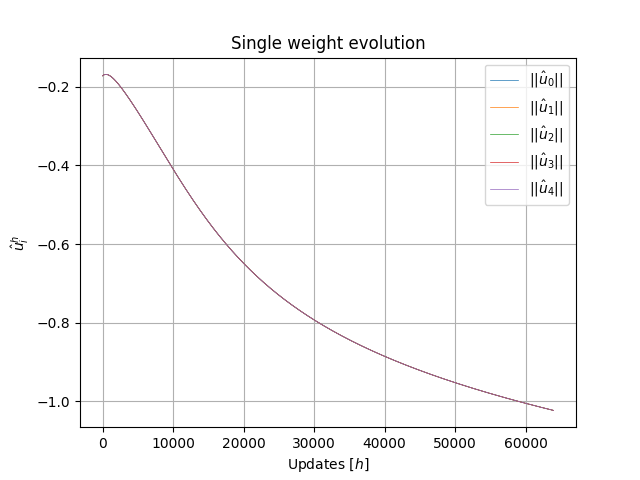 Single weight evolution
||û₀||
||û₁||
||û₂||
||û₃||
||û₄||
ûᵢʰ
−0.2
−0.4
−0.6
−0.8
−1.0
0 10000 20000 30000 40000 50000 60000
Updates [h]